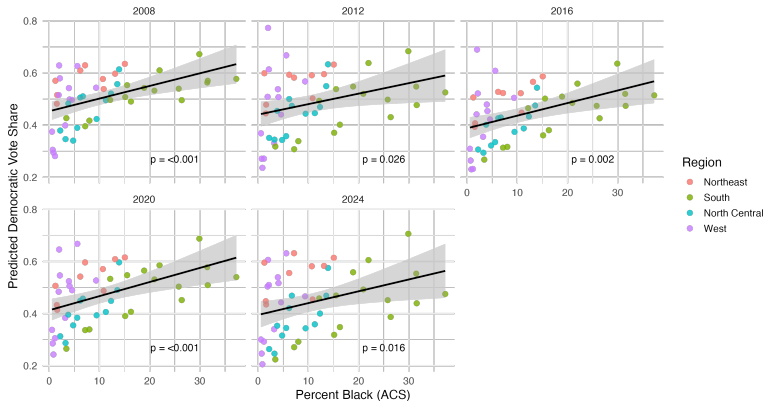 2008
2012
2016
0.8
0.6
0.4
0.2
p = <0.001
p = 0.026
p = 0.002
0
10
20
30
Predicted Democratic Vote Share
Region
Northeast
South
North Central
West
2020
2024
0.8
0.6
0.4
0.2
p = <0.001
p = 0.016
0
10
20
30
0
10
20
30
Percent Black (ACS)